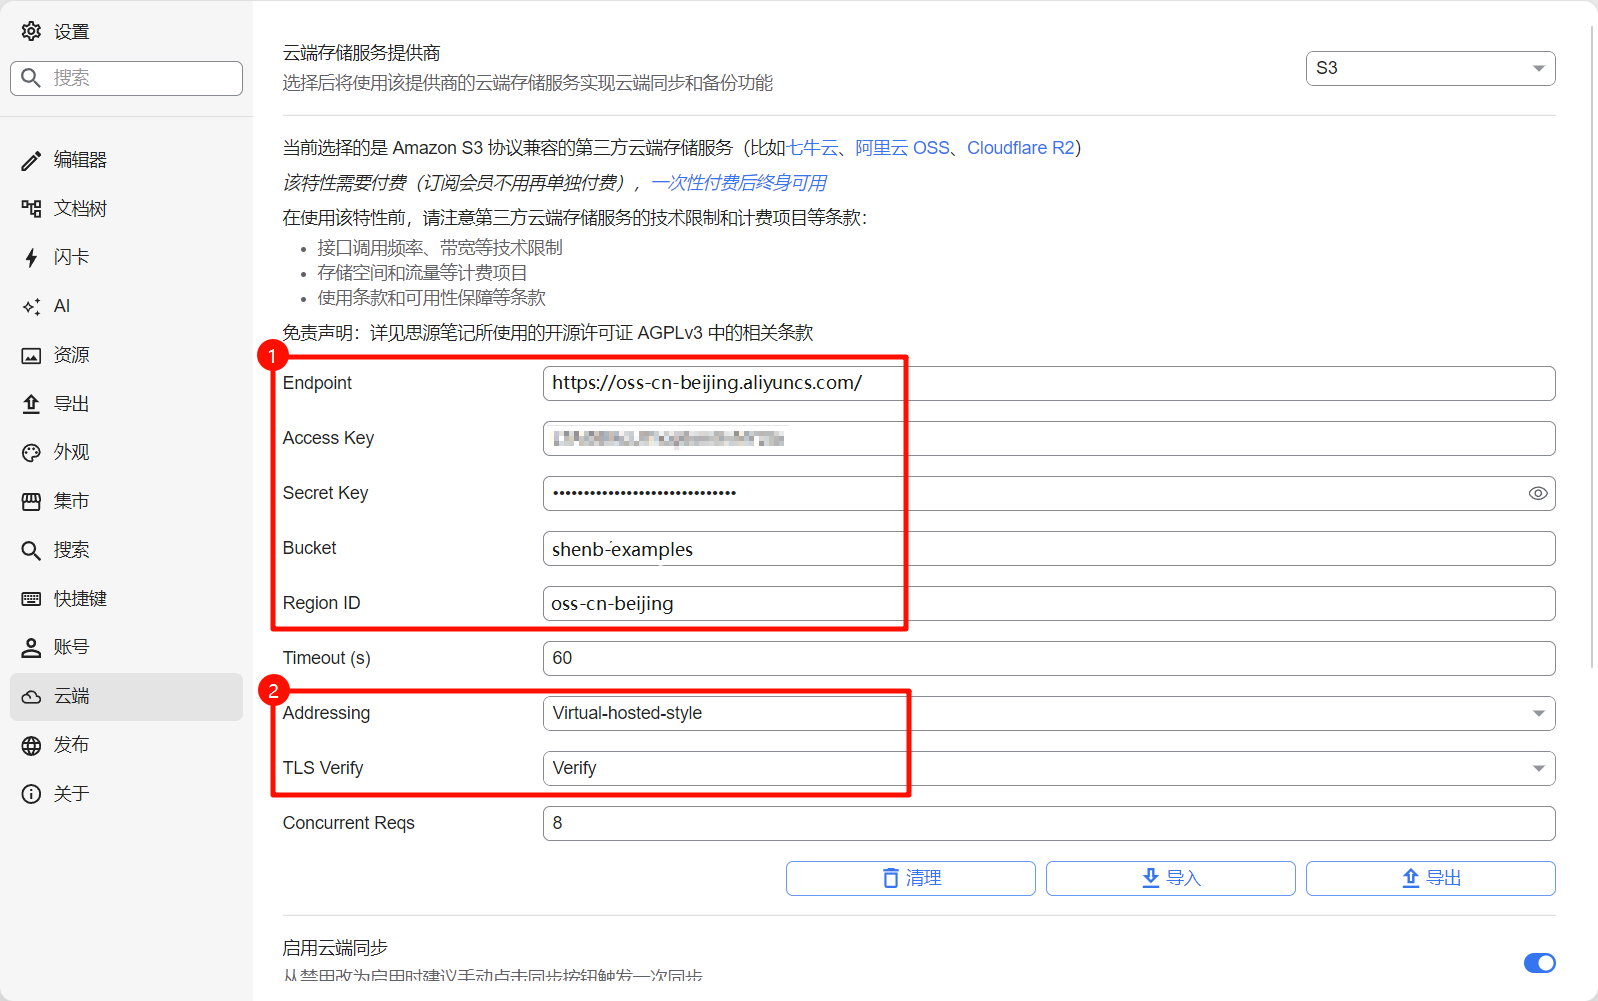 设置
搜索
编辑器
文档树
闪卡
AI
资源
导出
外观
集市
搜索
快捷键
账号
云端
发布
关于
云端存储服务提供商
选择后将使用该提供商的云端存储服务实现云端同步和备份功能
S3
当前选择的是 Amazon S3 协议兼容的第三方云端存储服务（比如七牛云、阿里云 OSS、Cloudflare R2）
该特性需要付费（订阅会员不用再单独付费），一次性付费后终身可用
在使用该特性前，请注意第三方云端存储服务的技术限制和计费项目等条款：
• 接口调用频率、带宽等技术限制
• 存储空间和流量等计费项目
• 使用条款和可用性保障等条款
免责声明：详见思源笔记所使用的开源许可证 AGPLv3 中的相关条款
1
Endpoint https://oss-cn-beijing.aliyuncs.com/
Access Key
Secret Key ••••••••••••••••••••••••••••••
Bucket shenb-examples
Region ID oss-cn-beijing
Timeout (s) 60
2
Addressing Virtual-hosted-style
TLS Verify Verify
Concurrent Reqs 8
清理 导入 导出
启用云端同步
从禁用改为启用时建议手动点击同步按钮触发一次同步